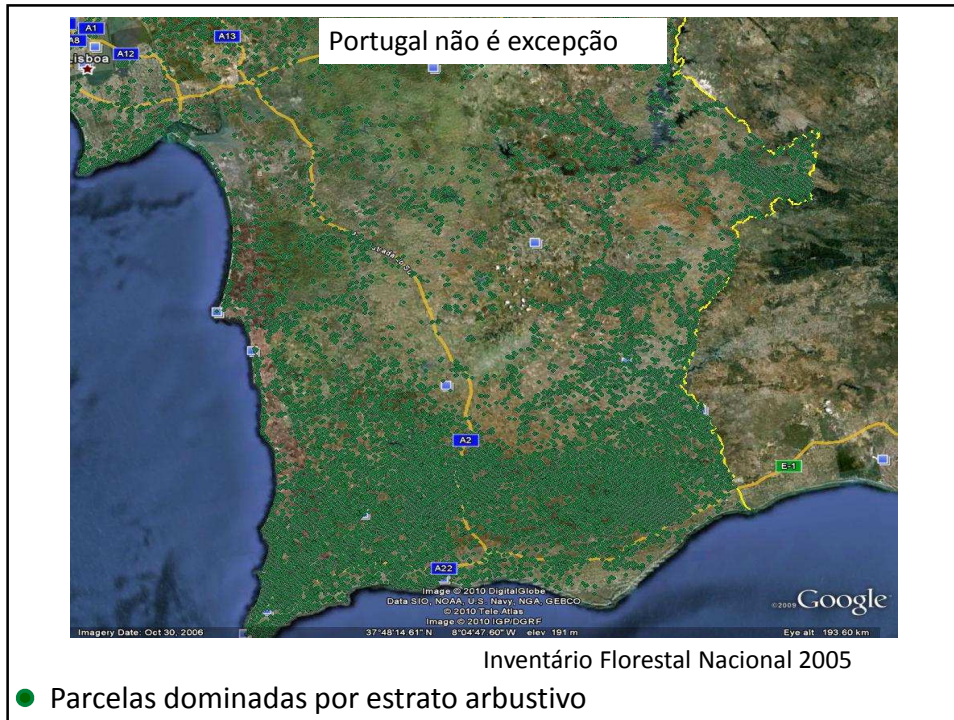 Portugal não é excepção
A1
A8
A12
A13
Lisboa
A2
E-1
A22
Image © 2010 DigitalGlobe
Data SIO, NOAA, U.S. Navy, NGA, GEBCO
© 2010 Tele Atlas
Image © 2010 IGP/DGRF
©2009 Google
Imagery Date: Oct 30, 2006
37°48'14.61" N 8°04'47.60" W elev 191 m
Eye alt 193.60 km
Inventário Florestal Nacional 2005
Parcelas dominadas por estrato arbustivo